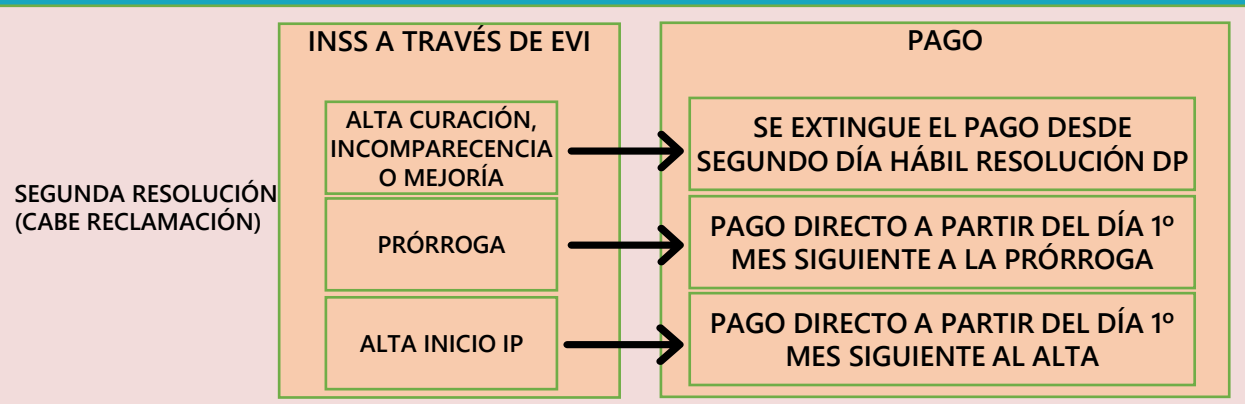 INSS A TRAVÉS DE EVI
PAGO
SEGUNDA RESOLUCIÓN
(CABE RECLAMACIÓN)
ALTA CURACIÓN,
INCOMPARECENCIA
O MEJORÍA
SE EXTINGUE EL PAGO DESDE
SEGUNDO DÍA HÁBIL RESOLUCIÓN DP
PRÓRROGA
PAGO DIRECTO A PARTIR DEL DÍA 1º
MES SIGUIENTE A LA PRÓRROGA
ALTA INICIO IP
PAGO DIRECTO A PARTIR DEL DÍA 1º
MES SIGUIENTE AL ALTA